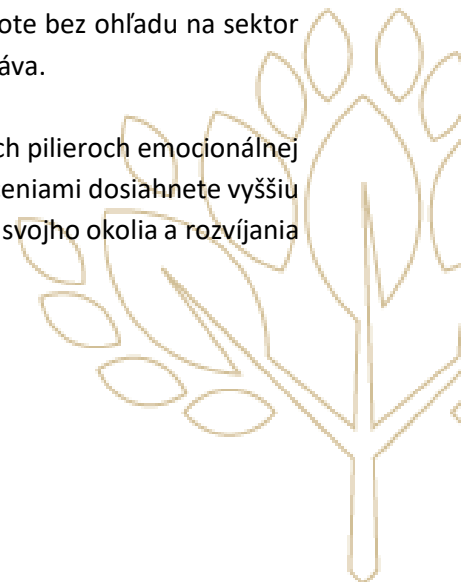 ote bez ohľadu na sektor
áva.
ch pilieroch emocionálnej
eniami dosiahnete vyššiu
svojho okolia a rozvíjania